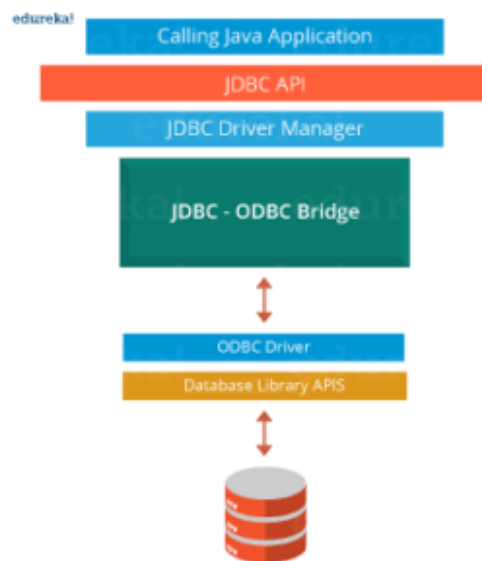 edureka!
Calling Java Application
JDBC API
JDBC Driver Manager
JDBC - ODBC Bridge
ODBC Driver
Database Library APIS